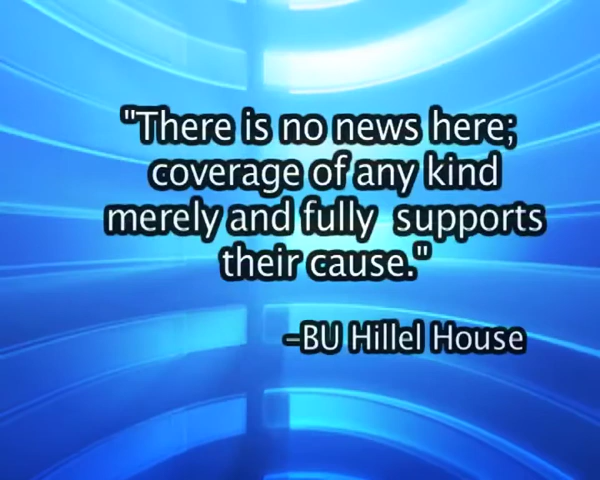 "There is no news here;
coverage of any kind
merely and fully  supports
their cause."
-BU Hillel House